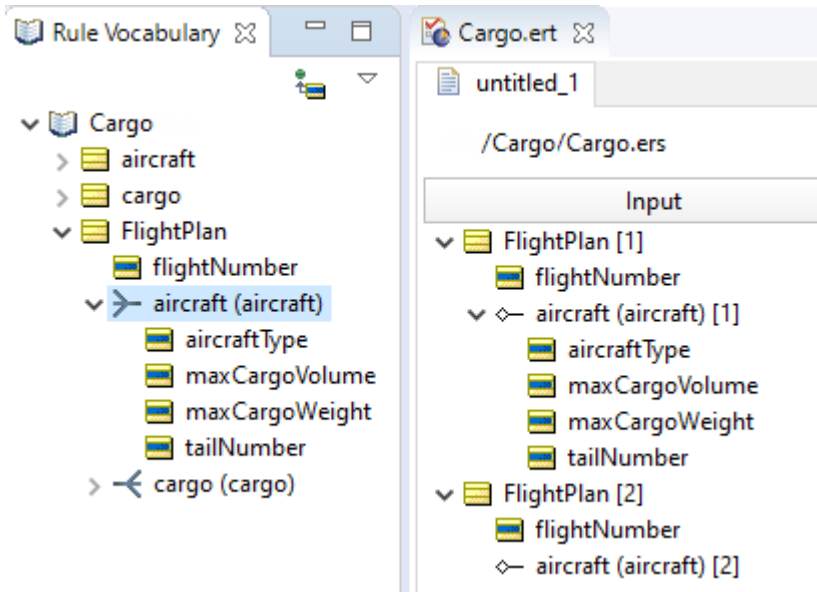 Rule Vocabulary
Cargo
aircraft
cargo
FlightPlan
flightNumber
aircraft (aircraft)
aircraftType
maxCargoVolume
maxCargoWeight
tailNumber
cargo (cargo)
Cargo.ert
untitled_1
/Cargo/Cargo.ers
Input
FlightPlan [1]
flightNumber
aircraft (aircraft) [1]
aircraftType
maxCargoVolume
maxCargoWeight
tailNumber
FlightPlan [2]
flightNumber
aircraft (aircraft) [2]